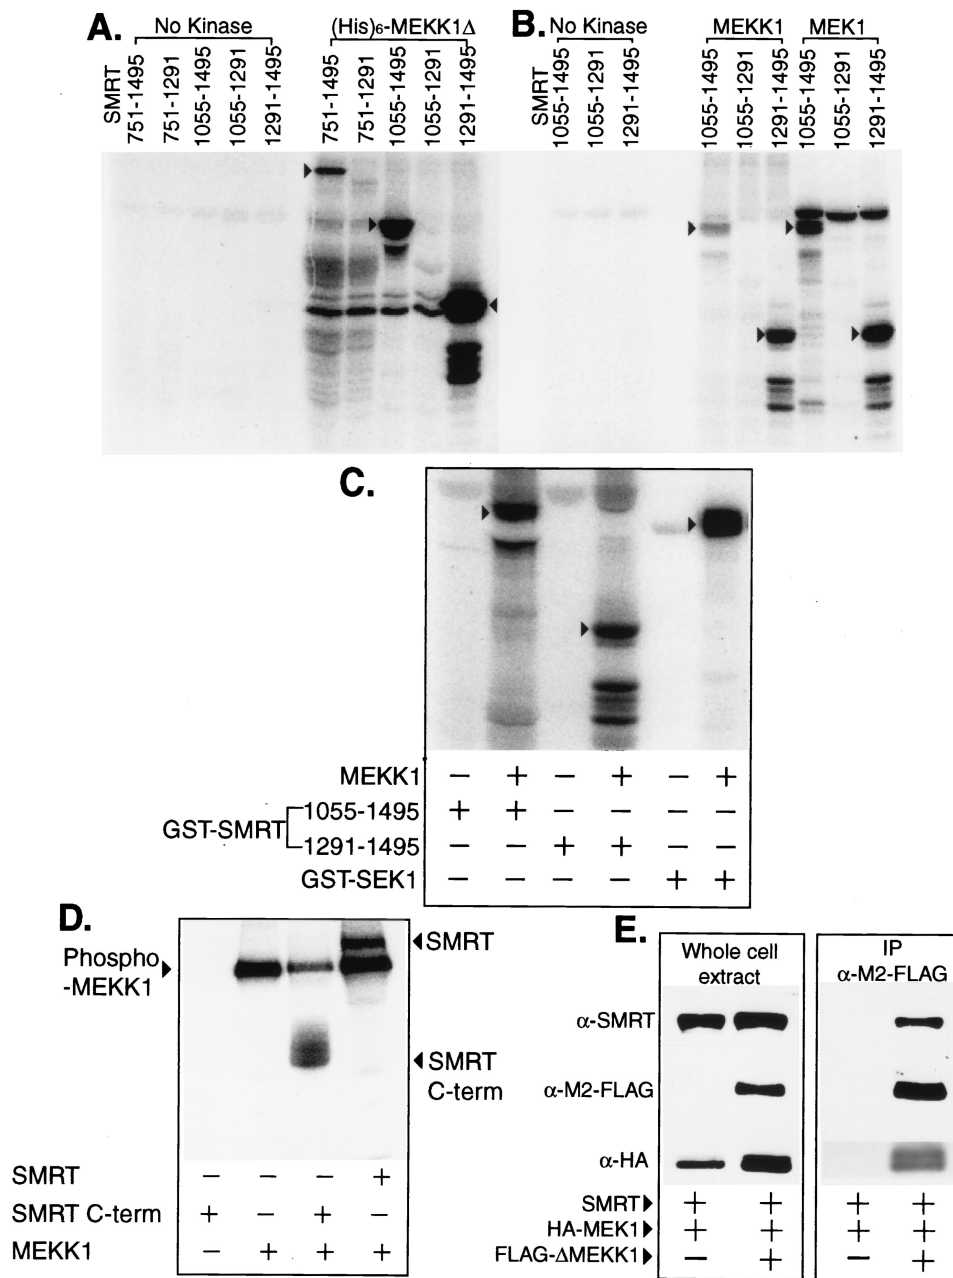 A.
No Kinase
(His)₆-MEKK1Δ
SMRT
751-1495
751-1291
1055-1495
1055-1291
1291-1495
751-1495
751-1291
1055-1495
1055-1291
1291-1495
B.
No Kinase
MEKK1
MEK1
SMRT
1055-1495
1055-1291
1291-1495
1055-1495
1055-1291
1291-1495
1055-1495
1055-1291
1291-1495
C.
MEKK1 – + – + – +
GST-SMRT
1055-1495 + + – – – –
1291-1495 – – + + – –
GST-SEK1 – – – – + +
D.
Phospho
-MEKK1
SMRT
SMRT
C-term
SMRT – – – +
SMRT C-term + – + –
MEKK1 – + + +
E.
Whole cell
extract
IP
α-M2-FLAG
α-SMRT
α-M2-FLAG
α-HA
SMRT + + + +
HA-MEK1 + + + +
FLAG-ΔMEKK1 – + – +